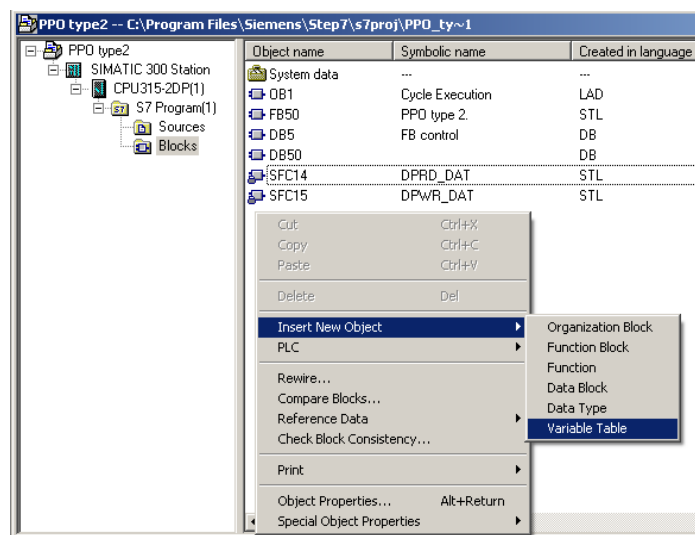 PPO type2 -- C:\Program Files\Siemens\Step7\s7proj\PPO_ty~1
PPO type2
SIMATIC 300 Station
CPU315-2DP(1)
S7 Program(1)
Sources
Blocks
Object name Symbolic name Created in language
System data --- ---
OB1 Cycle Execution LAD
FB50 PPO type 2. STL
DB5 FB control DB
DB50 DB
SFC14 DPRD_DAT STL
SFC15 DPWR_DAT STL
Cut Ctrl+X
Copy Ctrl+C
Paste Ctrl+V
Delete Del
Insert New Object
PLC
Rewire...
Compare Blocks...
Reference Data
Check Block Consistency...
Print
Object Properties... Alt+Return
Special Object Properties
Organization Block
Function Block
Function
Data Block
Data Type
Variable Table